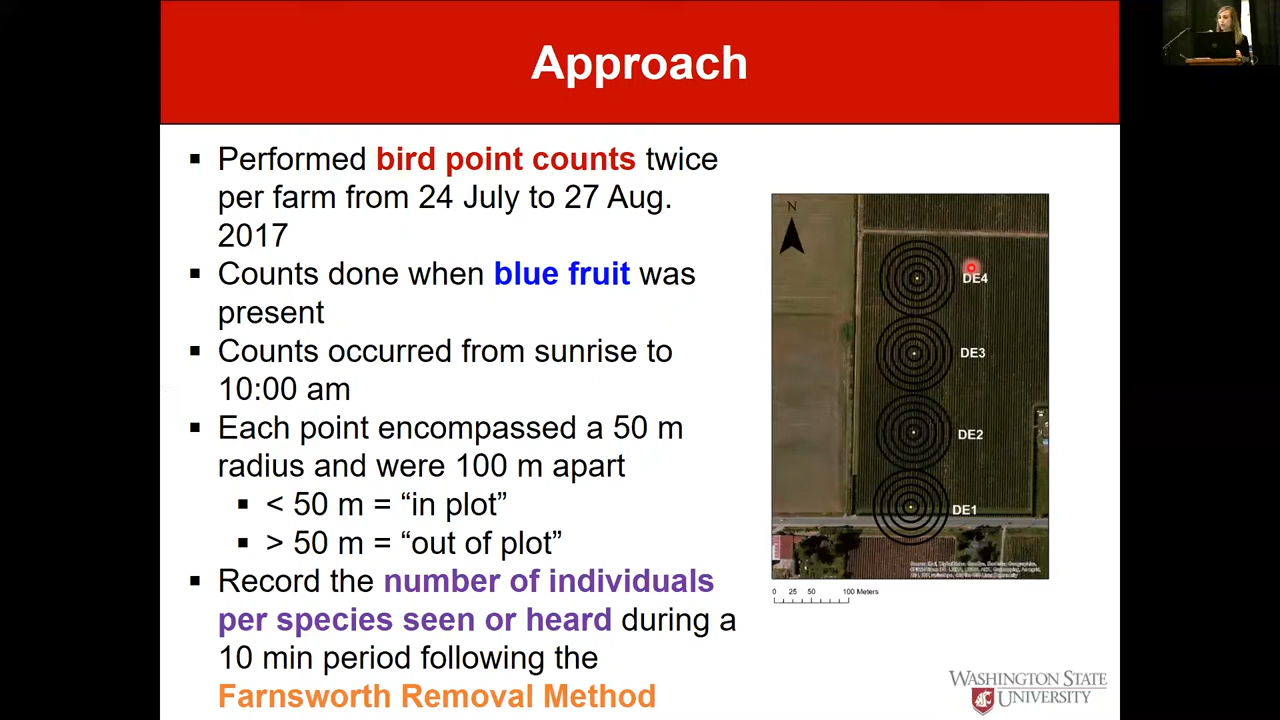 Approach
▪ Performed bird point counts twice
per farm from 24 July to 27 Aug.
2017
▪ Counts done when blue fruit was
present
▪ Counts occurred from sunrise to
10:00 am
▪ Each point encompassed a 50 m
radius and were 100 m apart
▪ < 50 m = “in plot”
▪ > 50 m = “out of plot”
▪ Record the number of individuals
per species seen or heard during a
10 min period following the
Farnsworth Removal Method
N
DE4
DE3
DE2
DE1
0 25 50 100 Meters
WASHINGTON STATE
UNIVERSITY